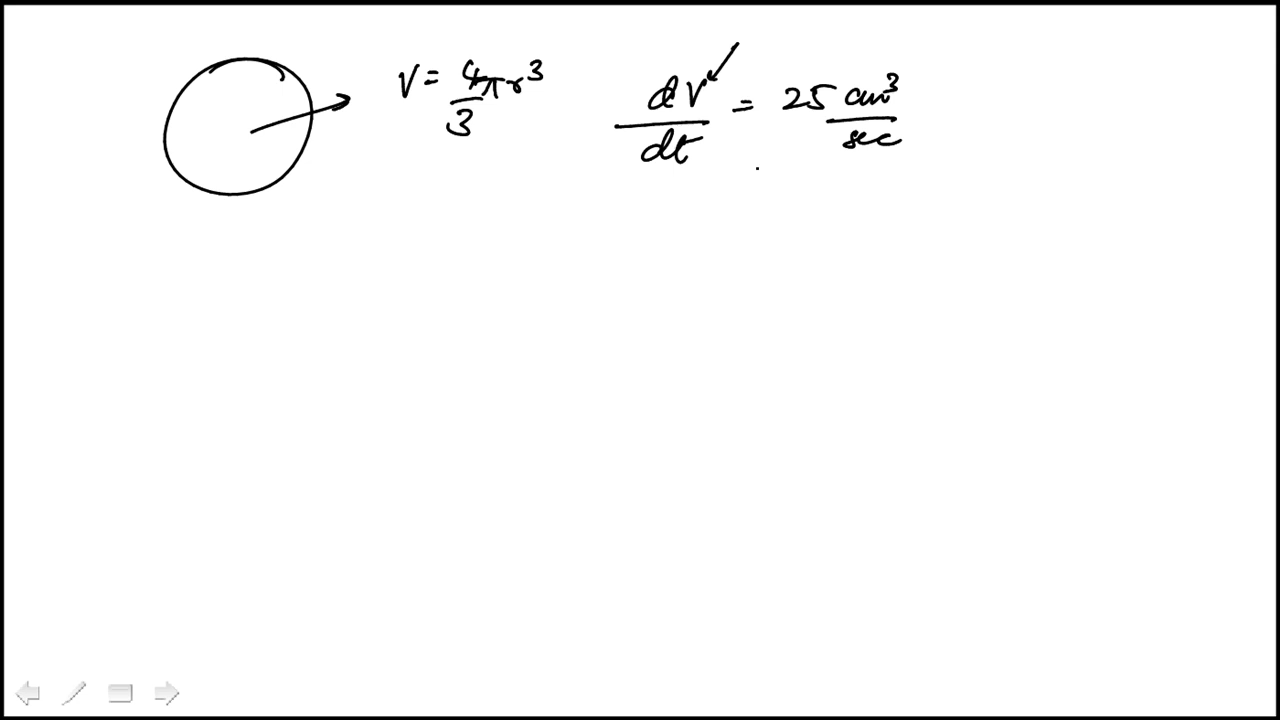 V = 4/3 πr³
dV/dt = 25 cm³/sec